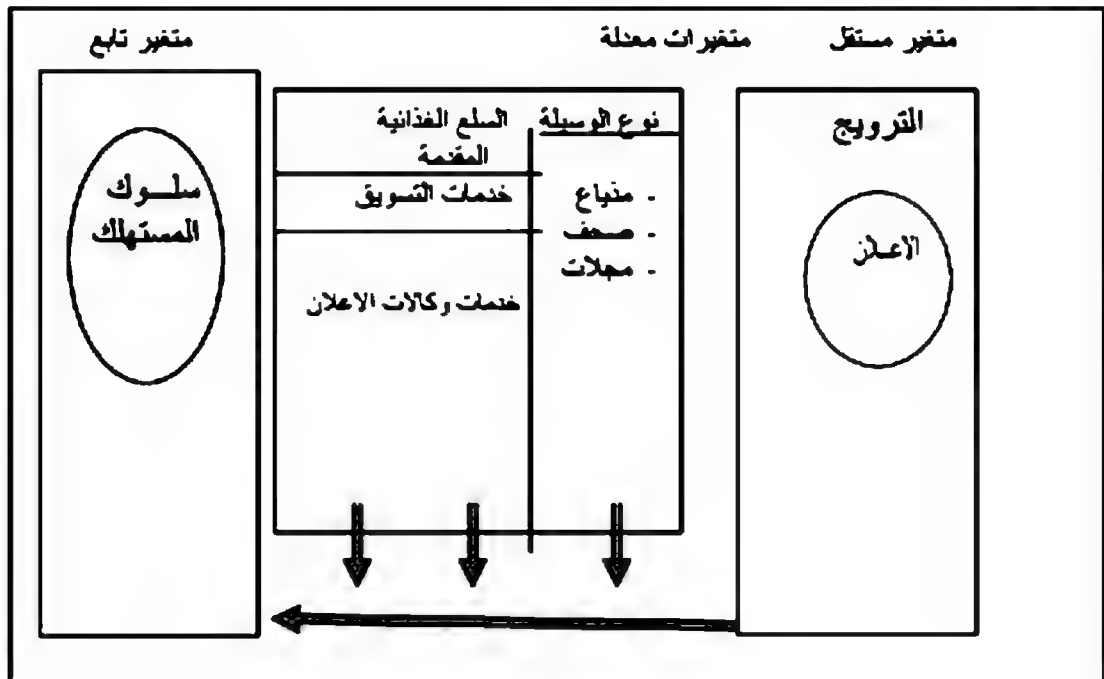 متغير مستقل
متغيرات معدلة
متغير تابع
الترويج
الاعلان
نوع الوسيلة
- مذياع
- صحف
- مجلات
السلع الغذائية
المقدمة
خدمات التسويق
خدمات وكالات الاعلان
سلوك
المستهلك